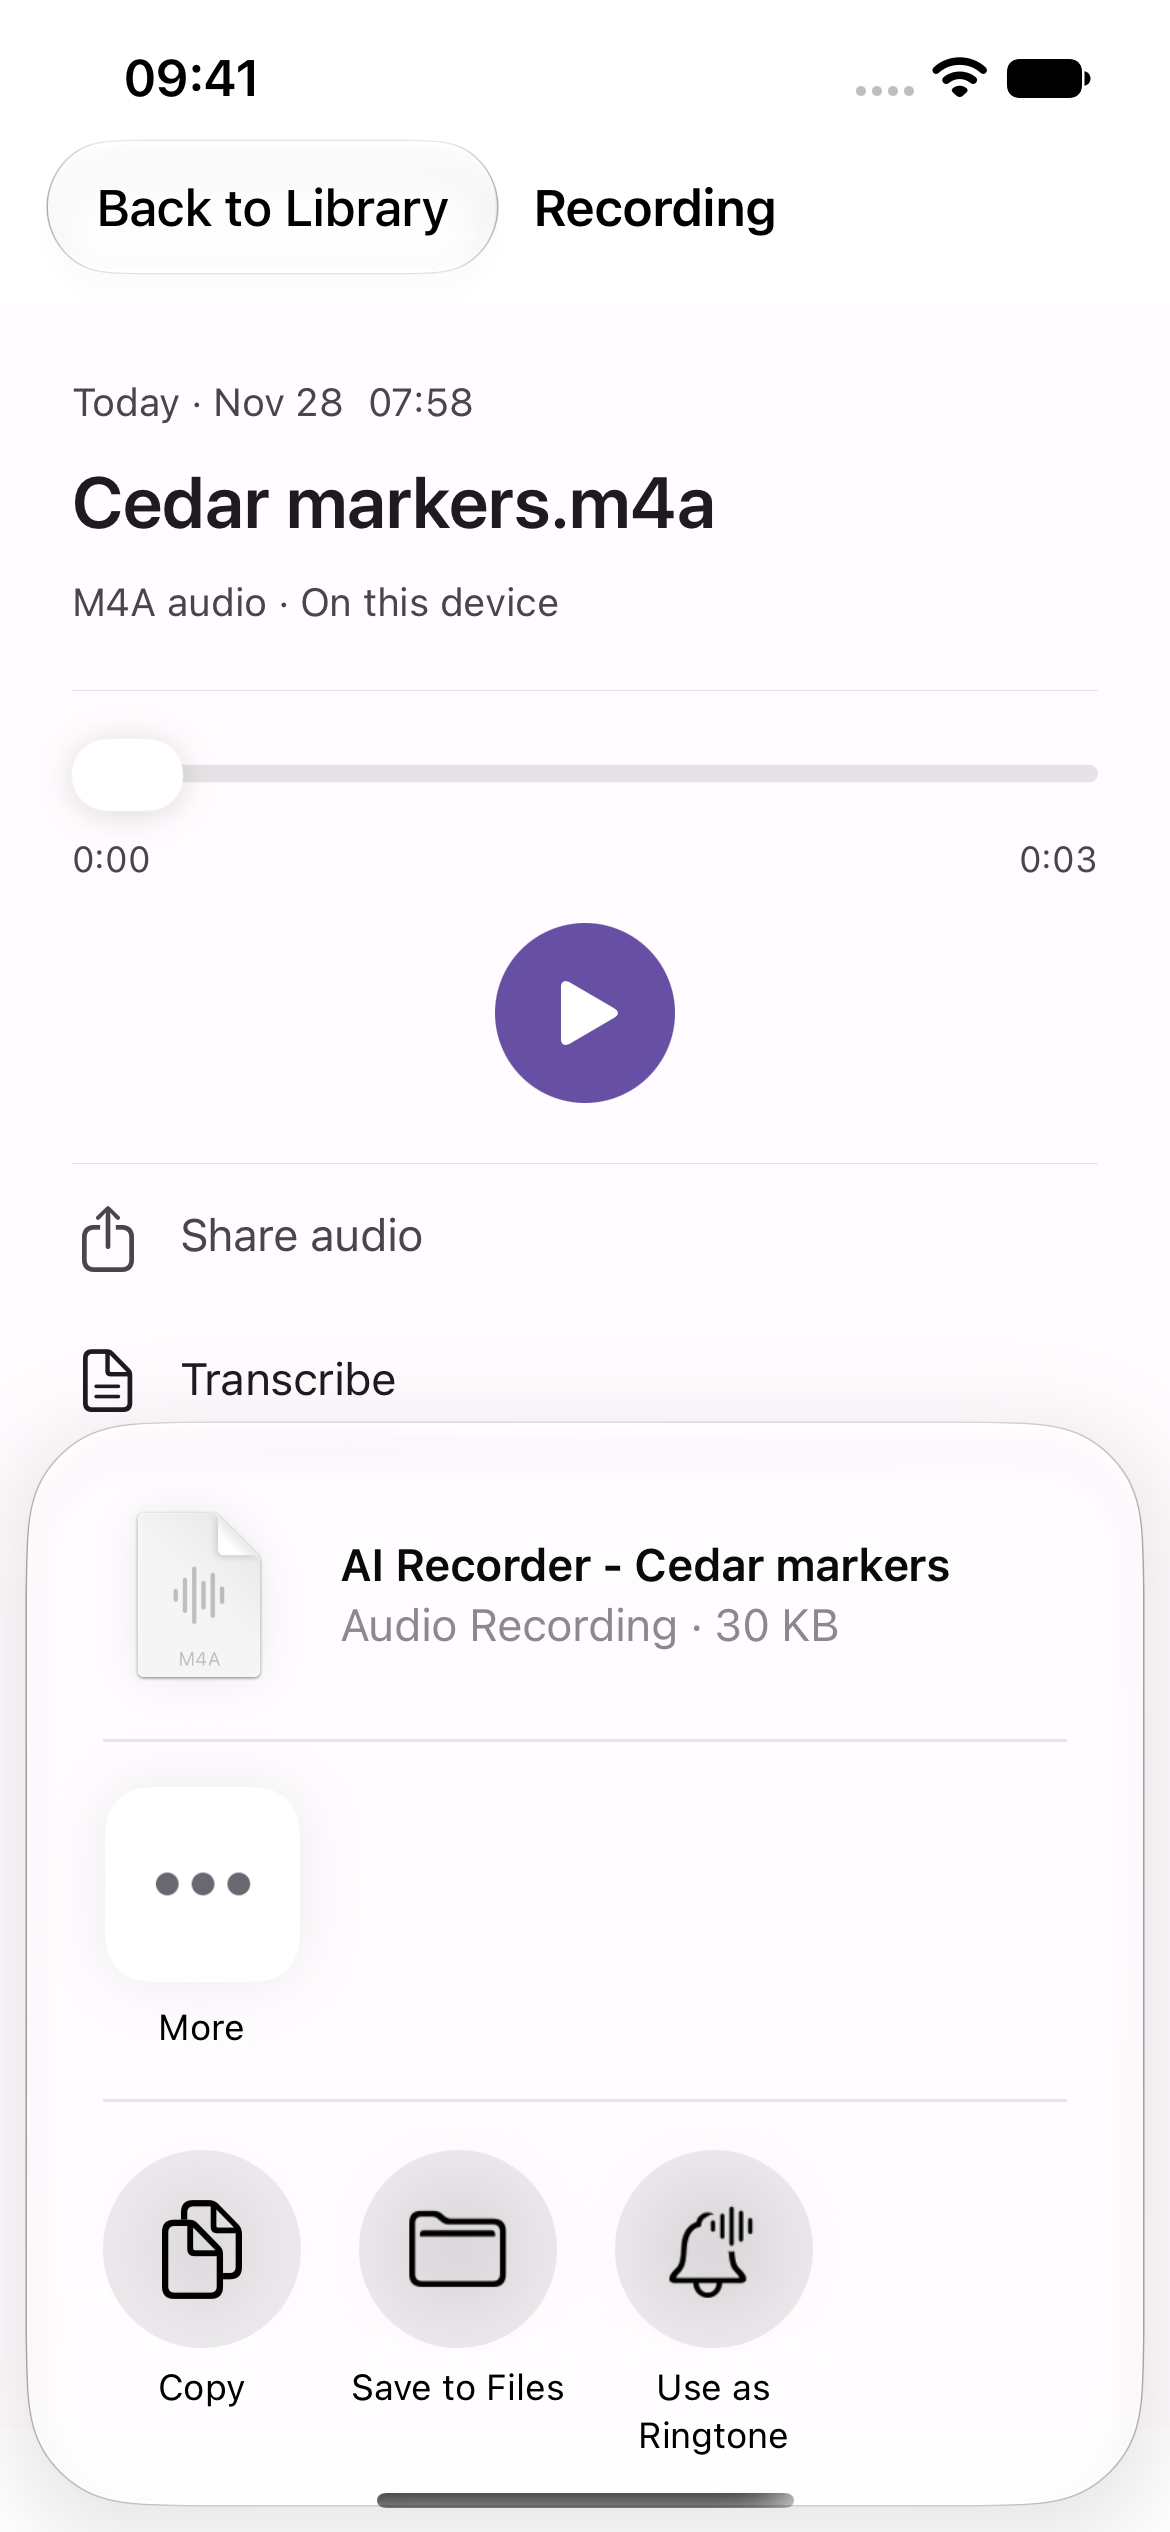 09:41
Back to Library Recording
Today · Nov 28 07:58
Cedar markers.m4a
M4A audio · On this device
0:00 0:03
Share audio
Transcribe
AI Recorder - Cedar markers
Audio Recording · 30 KB
M4A
More
Copy Save to Files Use as
Ringtone